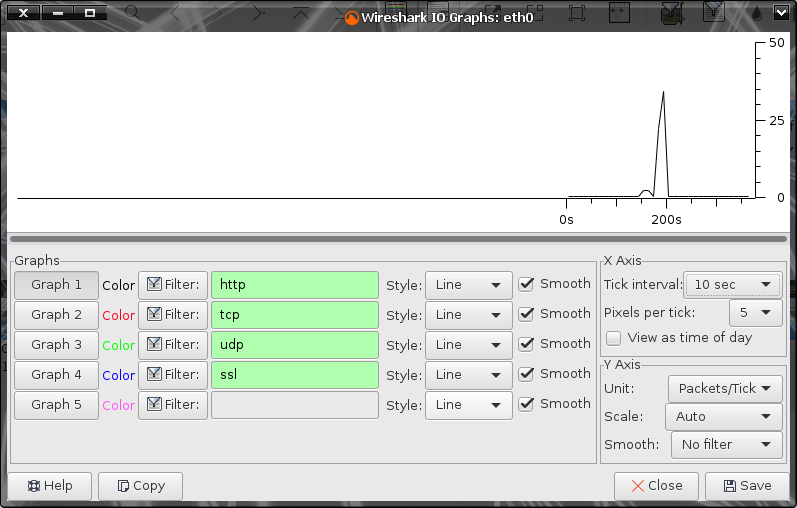 Wireshark IO Graphs: eth0
50
25
0
0s 200s
Graphs
Graph 1 Color Filter: http Style: Line Smooth
Graph 2 Color Filter: tcp Style: Line Smooth
Graph 3 Color Filter: udp Style: Line Smooth
Graph 4 Color Filter: ssl Style: Line Smooth
Graph 5 Color Filter: Style: Line Smooth
X Axis
Tick interval: 10 sec
Pixels per tick: 5
View as time of day
Y Axis
Unit: Packets/Tick
Scale: Auto
Smooth: No filter
Help Copy Close Save